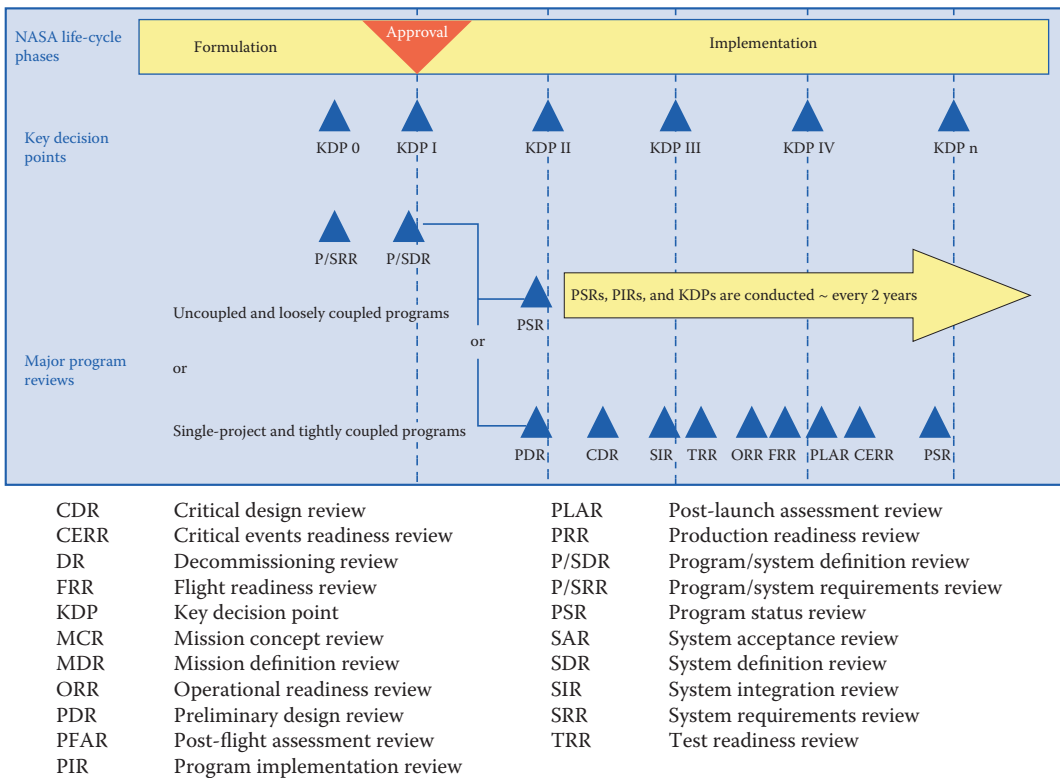 NASA life-cycle
phases
Formulation
Approval
Implementation
Key decision
points
KDP 0
KDP I
KDP II
KDP III
KDP IV
KDP n
P/SRR
P/SDR
Uncoupled and loosely coupled programs
PSR
PSRs, PIRs, and KDPs are conducted ~ every 2 years
or
Major program
reviews
or
Single-project and tightly coupled programs
PDR
CDR
SIR
TRR
ORR
FRR
PLAR
CERR
PSR
CDR Critical design review
CERR Critical events readiness review
DR Decommissioning review
FRR Flight readiness review
KDP Key decision point
MCR Mission concept review
MDR Mission definition review
ORR Operational readiness review
PDR Preliminary design review
PFAR Post-flight assessment review
PIR Program implementation review
PLAR Post-launch assessment review
PRR Production readiness review
P/SDR Program/system definition review
P/SRR Program/system requirements review
PSR Program status review
SAR System acceptance review
SDR System definition review
SIR System integration review
SRR System requirements review
TRR Test readiness review